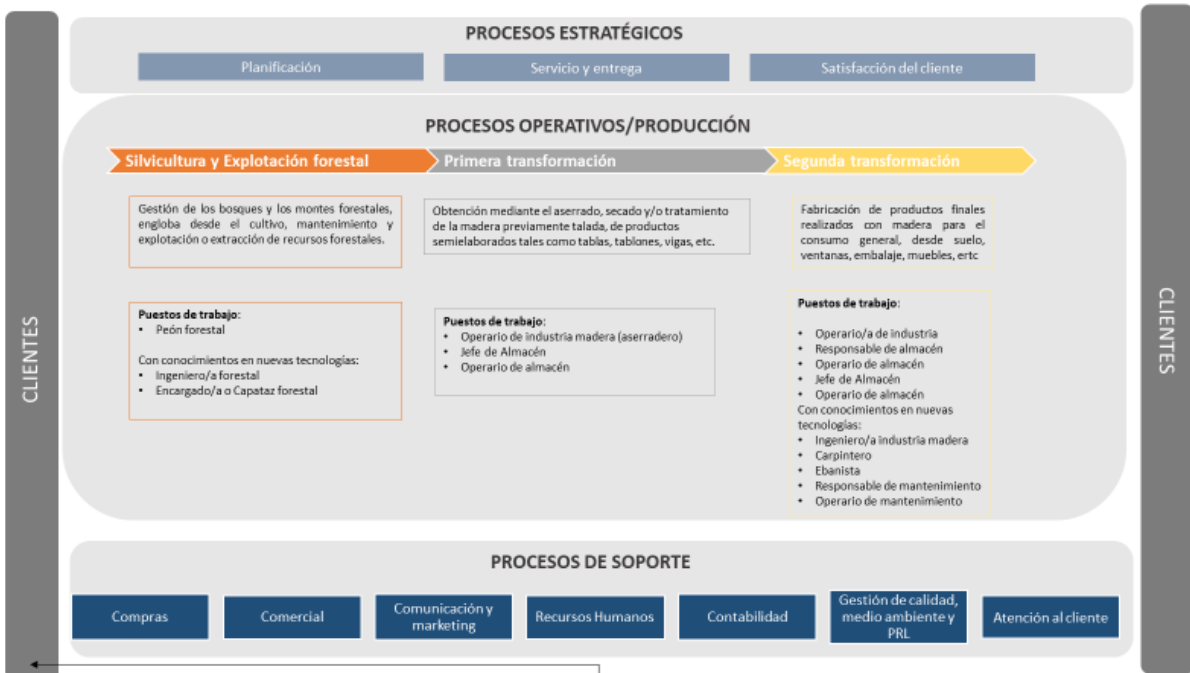 CLIENTES
PROCESOS ESTRATÉGICOS
Planificación
Servicio y entrega
Satisfacción del cliente
PROCESOS OPERATIVOS/PRODUCCIÓN
Silvicultura y Explotación forestal
Primera transformación
Segunda transformación
Gestión de los bosques y los montes forestales,
engloba desde el cultivo, mantenimiento y
explotación o extracción de recursos forestales.
Obtención mediante el aserrado, secado y/o tratamiento
de la madera previamente talada, de productos
semielaborados tales como tablas, tablones, vigas, etc.
Fabricación de productos finales
realizados con madera para el
consumo general, desde suelo,
ventanas, embalaje, muebles, ertc
Puestos de trabajo:
• Peón forestal
Con conocimientos en nuevas tecnologías:
• Ingeniero/a forestal
• Encargado/a o Capataz forestal
Puestos de trabajo:
• Operario de industria madera (aserradero)
• Jefe de Almacén
• Operario de almacén
Puestos de trabajo:
• Operario/a de industria
• Responsable de almacén
• Operario de almacén
• Jefe de Almacén
• Operario de almacén
Con conocimientos en nuevas
tecnologías:
• Ingeniero/a industria madera
• Carpintero
• Ebanista
• Responsable de mantenimiento
• Operario de mantenimiento
CLIENTES
PROCESOS DE SOPORTE
Compras
Comercial
Comunicación y
marketing
Recursos Humanos
Contabilidad
Gestión de calidad,
medio ambiente y
PRL
Atención al cliente